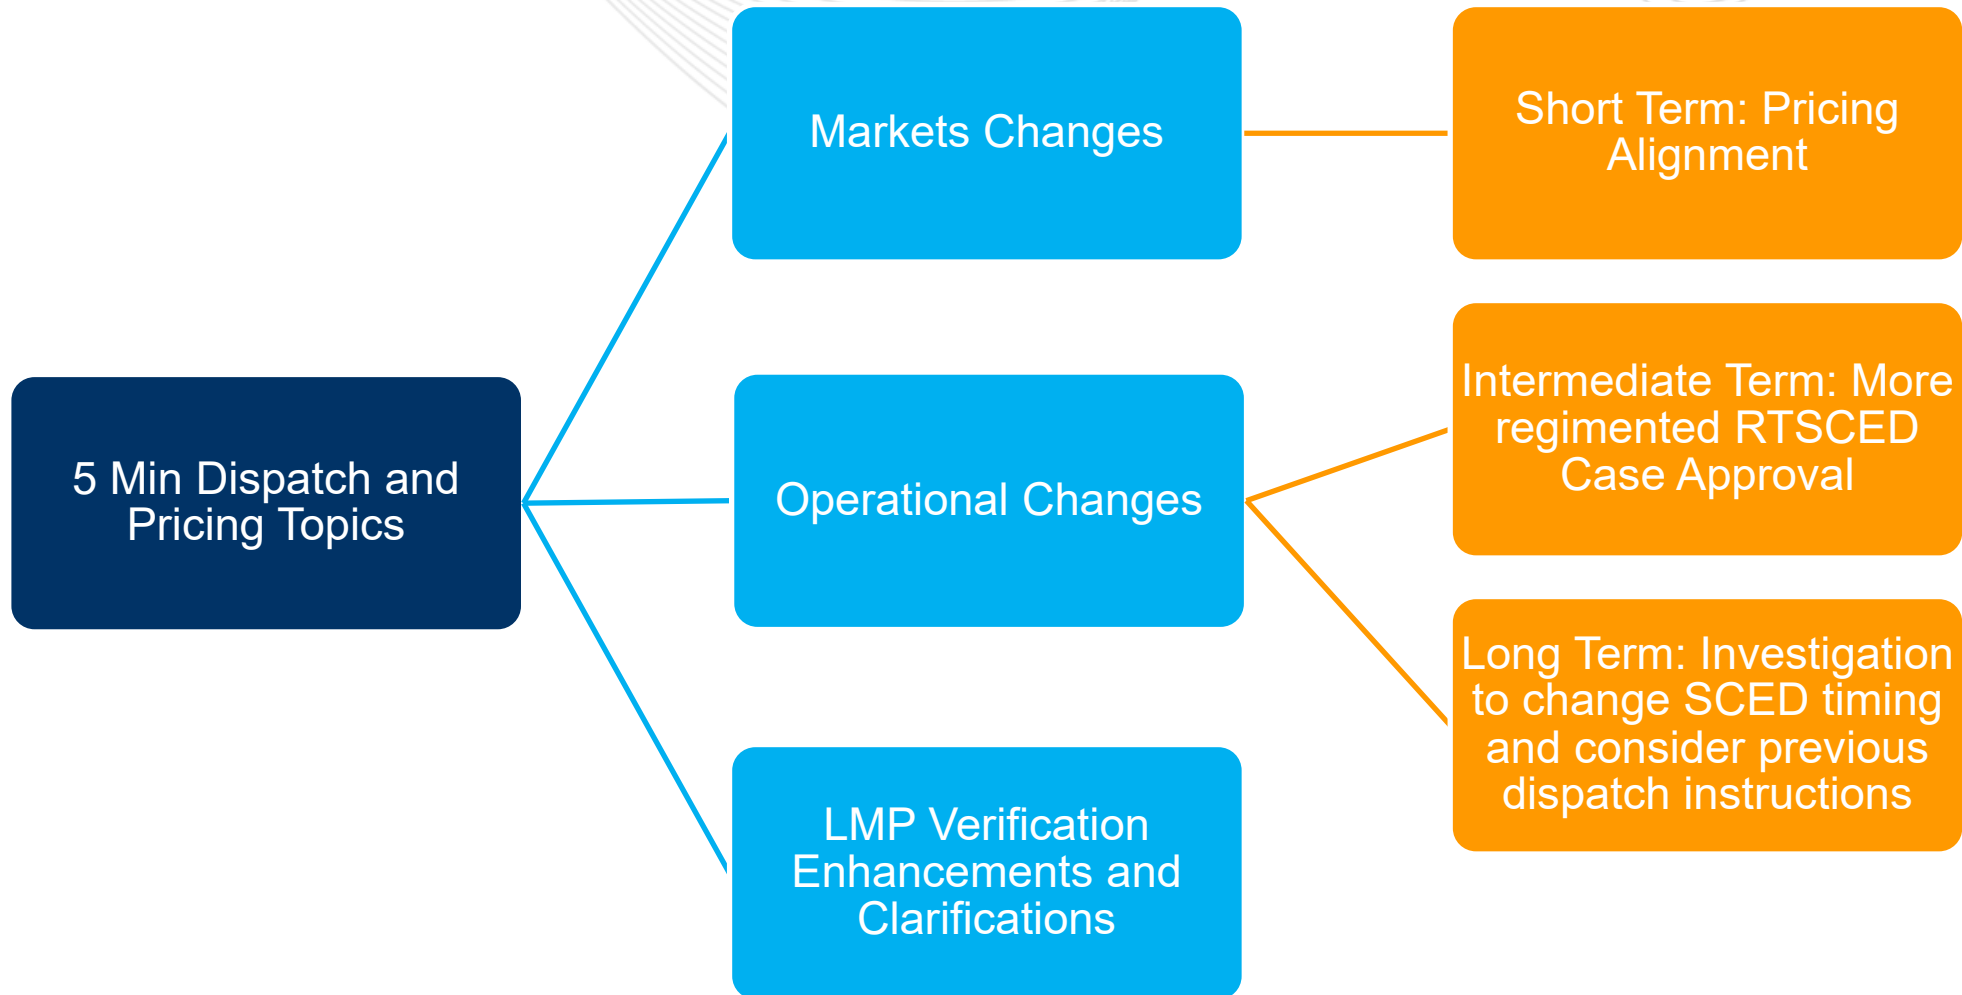 5 Min Dispatch and
Pricing Topics
Markets Changes
Short Term: Pricing
Alignment
Operational Changes
Intermediate Term: More
regimented RTSCED
Case Approval
Long Term: Investigation
to change SCED timing
and consider previous
dispatch instructions
LMP Verification
Enhancements and
Clarifications